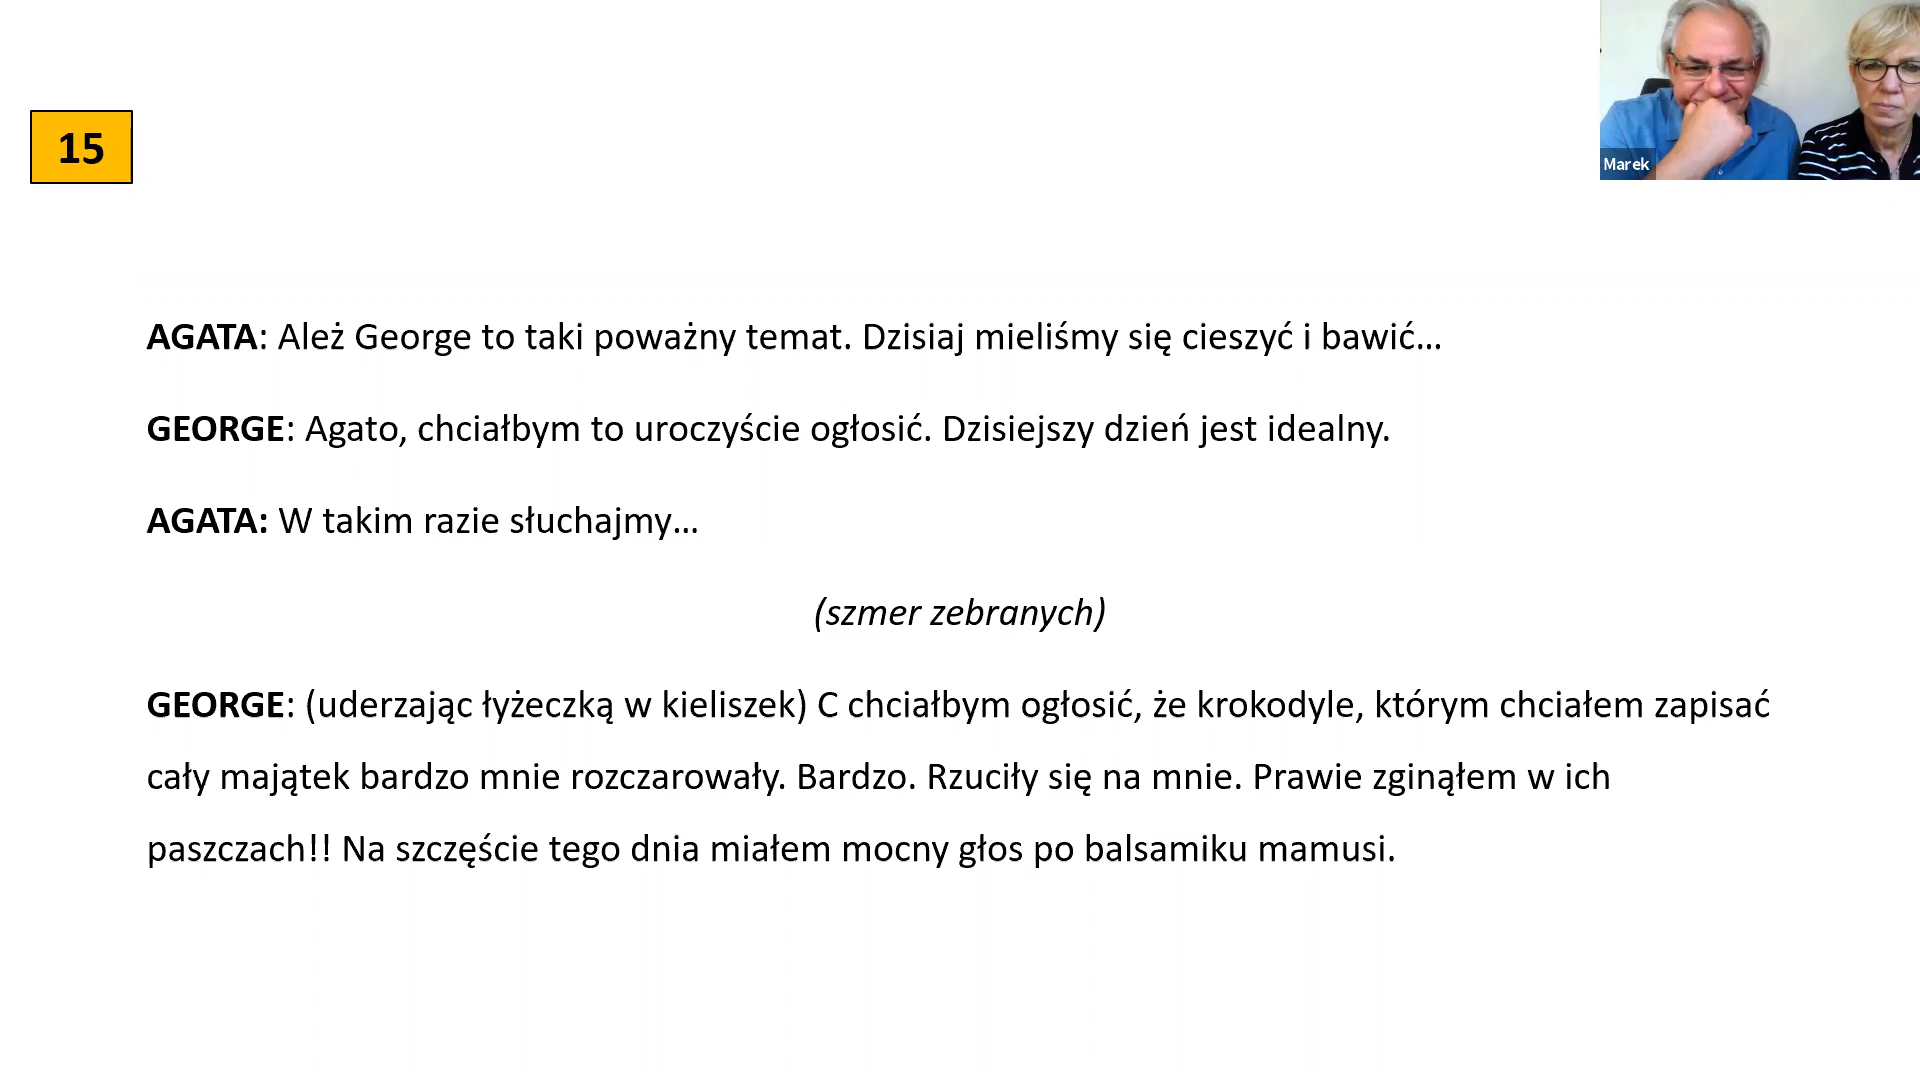 15
Marek
AGATA: Ależ George to taki poważny temat. Dzisiaj mieliśmy się cieszyć i bawić...
GEORGE: Agato, chciałbym to uroczyście ogłosić. Dzisiejszy dzień jest idealny.
AGATA: W takim razie słuchajmy...
(szmer zebranych)
GEORGE: (uderzając łyżeczką w kieliszek) C chciałbym ogłosić, że krokodyle, którym chciałem zapisać
cały majątek bardzo mnie rozczarowały. Bardzo. Rzuciły się na mnie. Prawie zginąłem w ich
paszczach!! Na szczęście tego dnia miałem mocny głos po balsamiku mamusi.